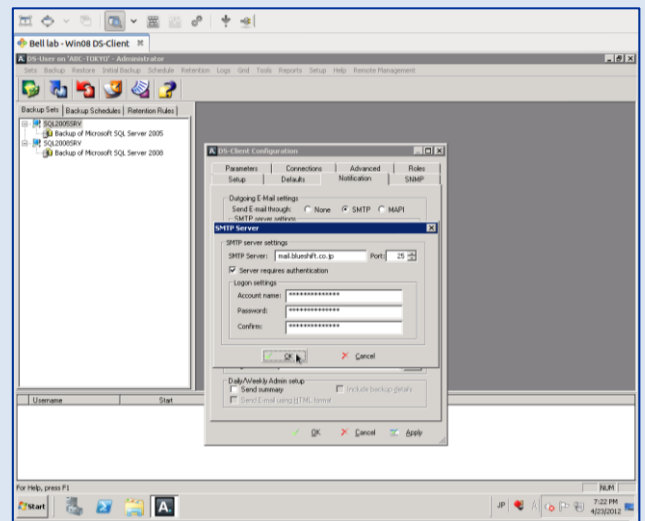 Bell lab - Win08 DS-Client
DS-User on 'ABC-TOKYO' - Administrator
Sets Backup Restore Initial Backup Schedule Retention Logs Grid Tools Reports Setup Help Remote Management
Backup Sets Backup Schedules Retention Rules
SQL2005SRV
Backup of Microsoft SQL Server 2005
SQL2008SRV
Backup of Microsoft SQL Server 2008
DS-Client Configuration
Parameters Connections Advanced Roles
Setup Defaults Notification SNMP
Outgoing E-Mail settings
Send E-mail through: None SMTP MAPI
SMTP server settings
SMTP Server
SMTP server settings
SMTP Server: mail.blueshift.co.jp Port: 25
Server requires authentication
Logon settings
Account name: **************
Password: **************
Confirm: **************
OK Cancel
Daily/Weekly Admin setup
Send summary Include backup details
Send E-mail using HTML format
OK Cancel Apply
Username Start
For Help, press F1 NUM
Start JP A 7:22 PM
4/23/2012